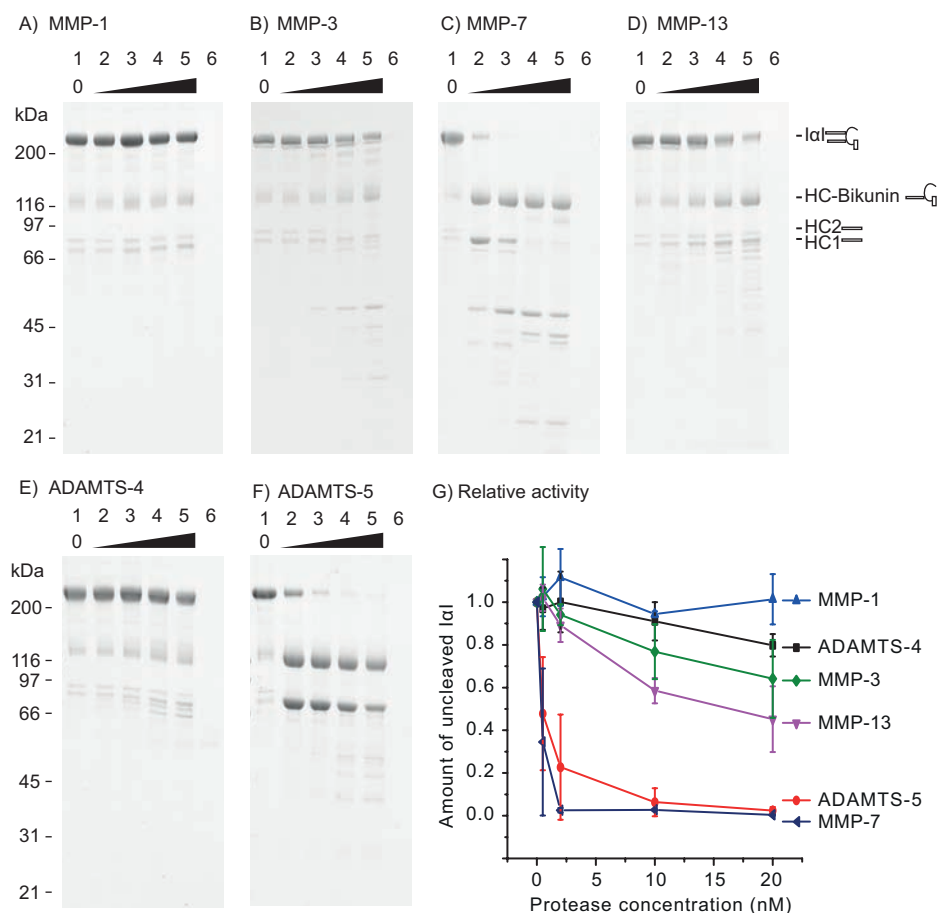 A) MMP-1 B) MMP-3 C) MMP-7 D) MMP-13
1 2 3 4 5 6 1 2 3 4 5 6 1 2 3 4 5 6 1 2 3 4 5 6
0 0 0 0
kDa
200 -
116 -
97 -
66 -
45 -
31 -
21 -
-IαI
-HC-Bikunin
-HC2
-HC1
E) ADAMTS-4 F) ADAMTS-5 G) Relative activity
1 2 3 4 5 6 1 2 3 4 5 6
0 0
kDa
200 -
116 -
97 -
66 -
45 -
31 -
21 -
Amount of uncleaved IαI
1.0
0.8
0.6
0.4
0.2
0.0
MMP-1
ADAMTS-4
MMP-3
MMP-13
ADAMTS-5
MMP-7
0 5 10 15 20
Protease concentration (nM)